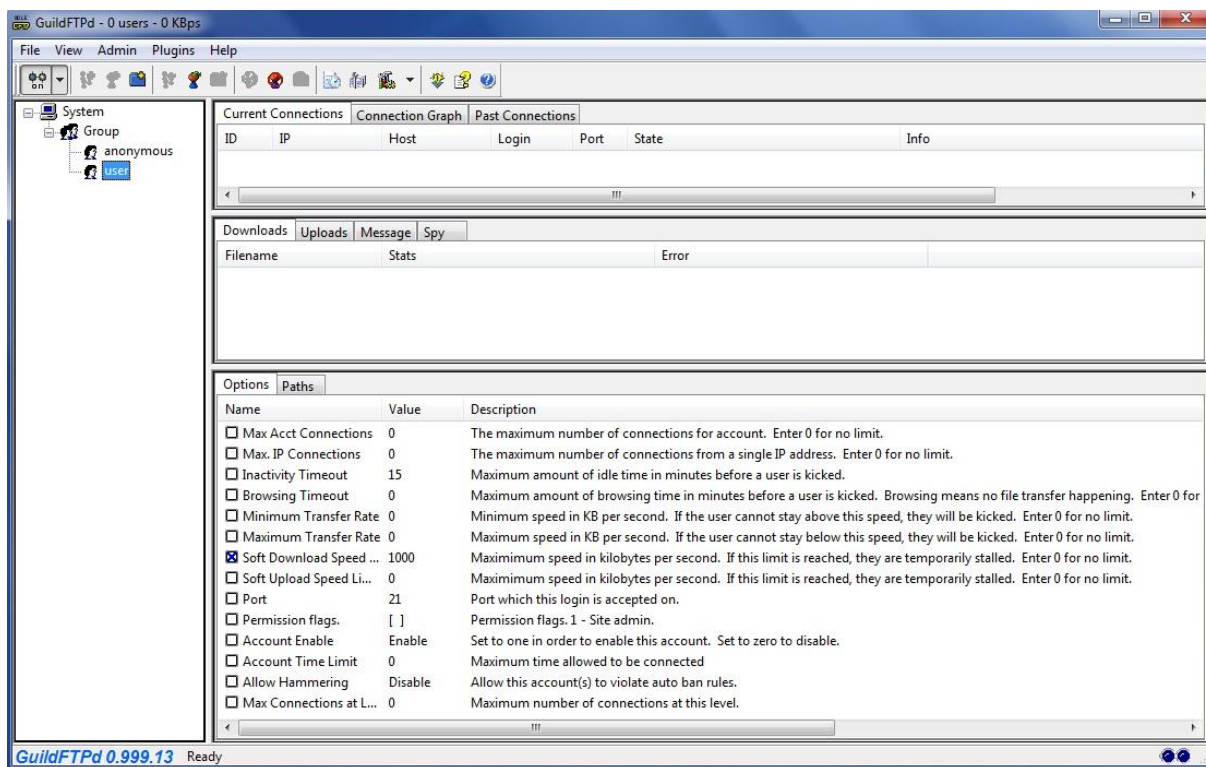 GuildFTPd - 0 users - 0 KBps
File View Admin Plugins Help
on
System
Group
anonymous
user
Current Connections Connection Graph Past Connections
ID IP Host Login Port State Info
Downloads Uploads Message Spy
Filename Stats Error
Options Paths
Name Value Description
Max Acct Connections 0 The maximum number of connections for account. Enter 0 for no limit.
Max. IP Connections 0 The maximum number of connections from a single IP address. Enter 0 for no limit.
Inactivity Timeout 15 Maximum amount of idle time in minutes before a user is kicked.
Browsing Timeout 0 Maximum amount of browsing time in minutes before a user is kicked. Browsing means no file transfer happening. Enter 0 for
Minimum Transfer Rate 0 Minimum speed in KB per second. If the user cannot stay above this speed, they will be kicked. Enter 0 for no limit.
Maximum Transfer Rate 0 Maximum speed in KB per second. If the user cannot stay below this speed, they will be kicked. Enter 0 for no limit.
Soft Download Speed ... 1000 Maximimum speed in kilobytes per second. If this limit is reached, they are temporarily stalled. Enter 0 for no limit.
Soft Upload Speed Li... 0 Maximimum speed in kilobytes per second. If this limit is reached, they are temporarily stalled. Enter 0 for no limit.
Port 21 Port which this login is accepted on.
Permission flags. [ ] Permission flags. 1 - Site admin.
Account Enable Enable Set to one in order to enable this account. Set to zero to disable.
Account Time Limit 0 Maximum time allowed to be connected
Allow Hammering Disable Allow this account(s) to violate auto ban rules.
Max Connections at L... 0 Maximum number of connections at this level.
GuildFTPd 0.999.13 Ready